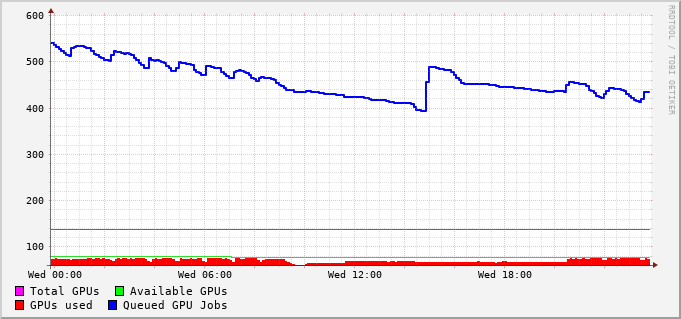 RRDTOOL / TOBI OETIKER
600
500
400
300
200
100
Wed 00:00 Wed 06:00 Wed 12:00 Wed 18:00
Total GPUs Available GPUs
GPUs used Queued GPU Jobs